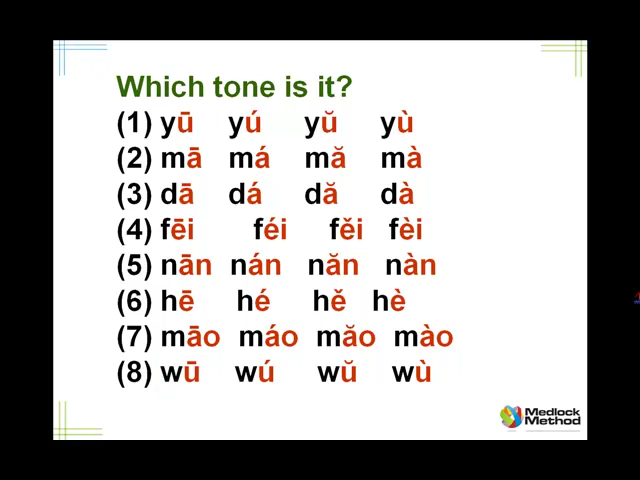 Which tone is it?
(1) yū yú yŭ yù
(2) mā má mă mà
(3) dā dá dă dà
(4) fēi féi fĕi fèi
(5) nān nán năn nàn
(6) hē hé hĕ hè
(7) māo máo măo mào
(8) wū wú wŭ wù
Medlock
Method